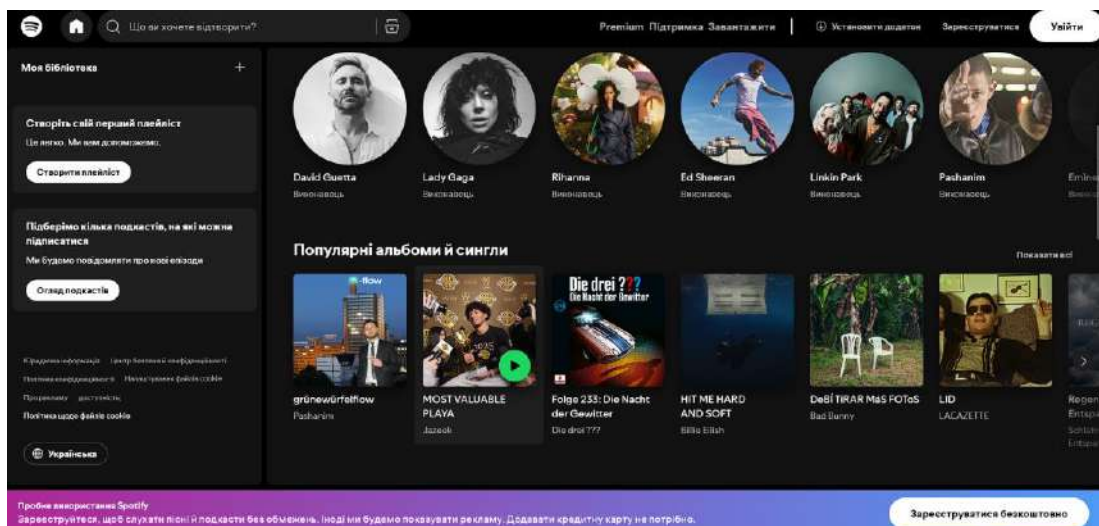 Що ви хочете відтворити?
Premium Підтримка Завантажити
Установити додаток
Зареєструватися
Увійти
Моя бібліотека
Створіть свій перший плейліст
Це легко. Ми вам допоможемо.
Створити плейліст
Підберімо кілька подкастів, на які можна
підписатися
Ми будемо повідомляти про нові епізоди
Огляд подкастів
Юридична інформація Центр безпеки й конфіденційності
Політика конфіденційності Налаштування файлів cookie
Про рекламу доступність
Політика щодо файлів cookie
Українська
David Guetta
Виконавець
Lady Gaga
Виконавець
Rihanna
Виконавець
Ed Sheeran
Виконавець
Linkin Park
Виконавець
Pashanim
Виконавець
Популярні альбоми й сингли
Показати всі
flow
grünewürfelflow
Pashanim
MOST VALUABLE
PLAYA
Jazeek
Die drei ???
Die Nacht der Gewitter
Folge 233: Die Nacht
der Gewitter
Die drei ???
HIT ME HARD
AND SOFT
Billie Eilish
DeBÍ TiRAR MáS FOToS
Bad Bunny
LID
LACAZETTE
Пробне використання Spotify
Зареєструйтеся, щоб слухати пісні й подкасти без обмежень. Іноді ми будемо показувати рекламу. Додавати кредитну карту не потрібно.
Зареєструватися безкоштовно